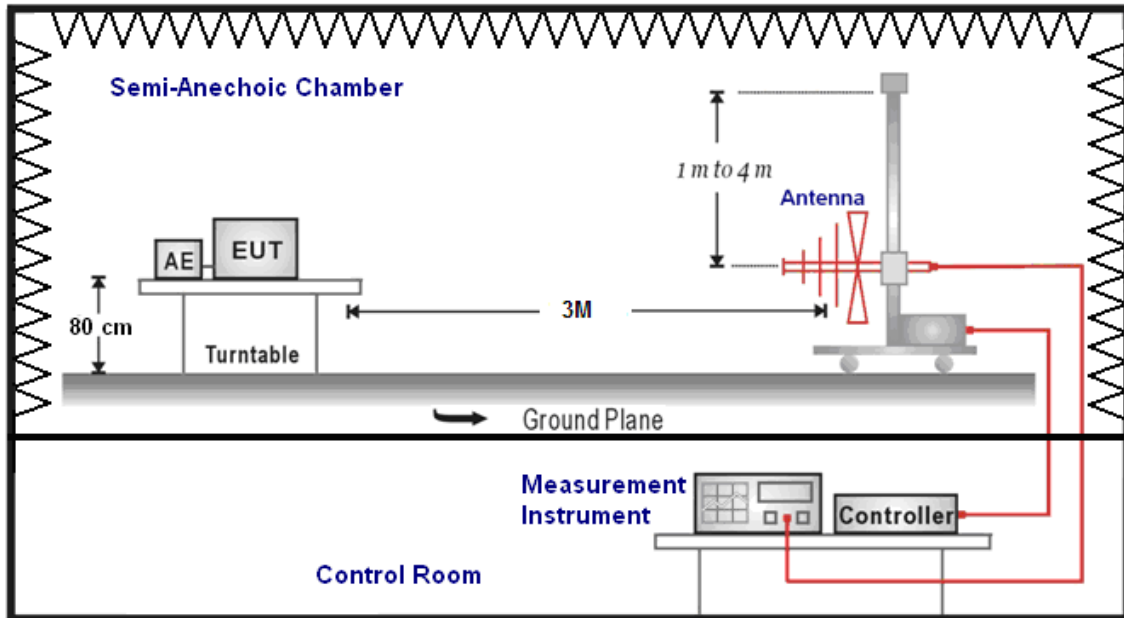 Semi-Anechoic Chamber
1 m to 4 m
Antenna
AE
EUT
3M
80 cm
Turntable
Ground Plane
Measurement
Instrument
Controller
Control Room